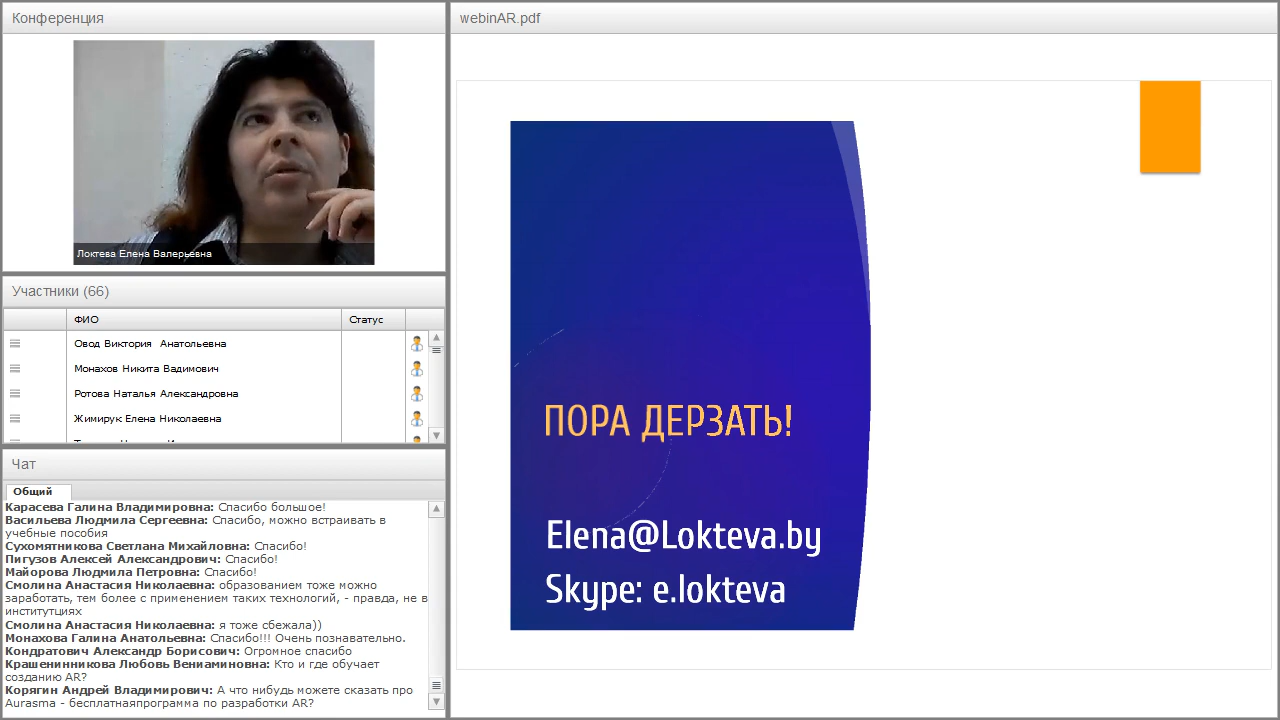 Конференция
Локтева Елена Валерьевна
Участники (66)
ФИО
Статус
Овод Виктория Анатольевна
Монахов Никита Вадимович
Ротова Наталья Александровна
Жимирук Елена Николаевна
Чат
Общий
Карасева Галина Владимировна: Спасибо большое!
Васильева Людмила Сергеевна: Спасибо, можно встраивать в
учебные пособия
Сухомятникова Светлана Михайловна: Спасибо!
Пигузов Алексей Александрович: Спасибо!
Майорова Людмила Петровна: Спасибо!
Смолина Анастасия Николаевна: образованием тоже можно
заработать, тем более с применением таких технологий, - правда, не в
институтциях
Смолина Анастасия Николаевна: я тоже сбежала))
Монахова Галина Анатольевна: Спасибо!!! Очень познавательно.
Кондратович Александр Борисович: Огромное спасибо
Крашенинникова Любовь Вениаминовна: Кто и где обучает
созданию AR?
Корягин Андрей Владимирович: А что нибудь можете сказать про
Aurasma - бесплатнаяпрогрмма по разработки AR?
webinAR.pdf
ПОРА ДЕРЗАТЬ!
Elena@Lokteva.by
Skype: e.lokteva